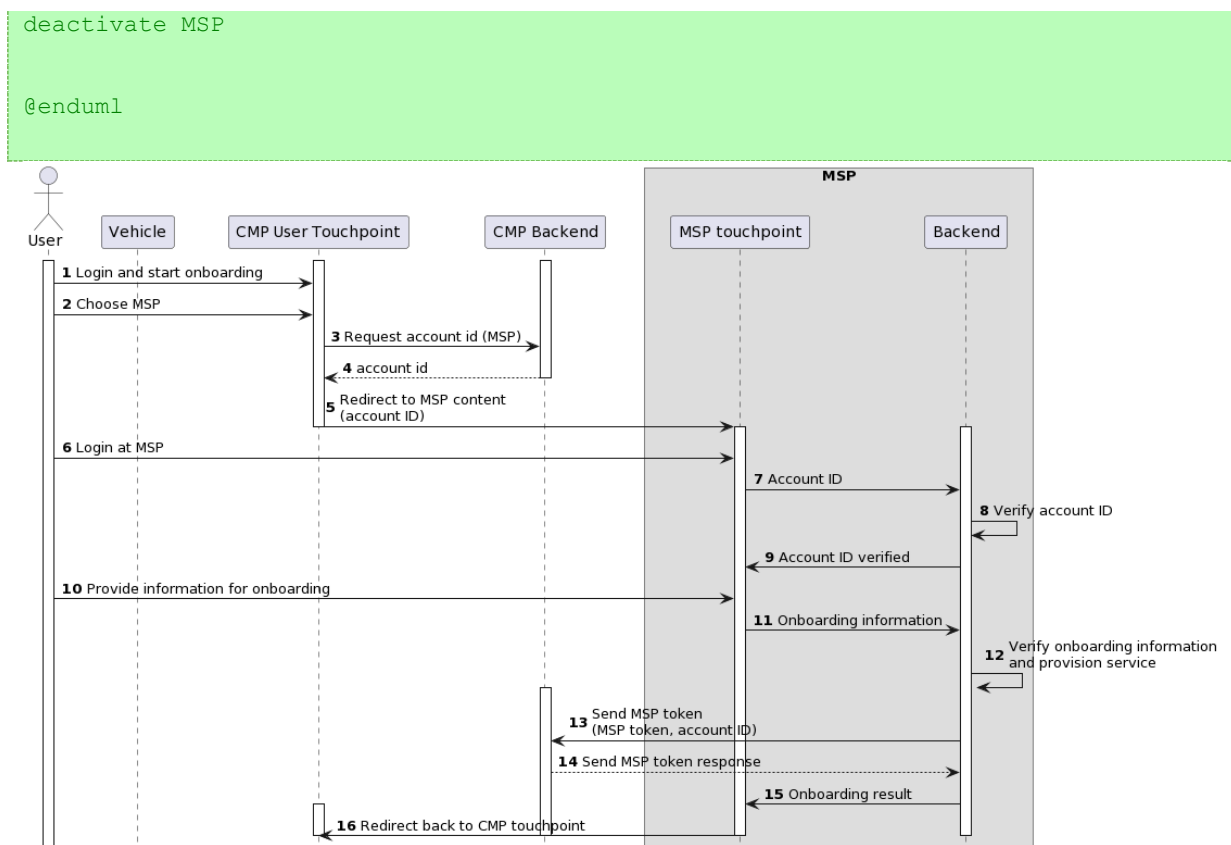 deactivate MSP
@enduml
MSP
User
Vehicle
CMP User Touchpoint
CMP Backend
MSP touchpoint
Backend
1 Login and start onboarding
2 Choose MSP
3 Request account id (MSP)
4 account id
5 Redirect to MSP content
(account ID)
6 Login at MSP
7 Account ID
8 Verify account ID
9 Account ID verified
10 Provide information for onboarding
11 Onboarding information
12 Verify onboarding information
and provision service
13 Send MSP token
(MSP token, account ID)
14 Send MSP token response
15 Onboarding result
16 Redirect back to CMP touchpoint